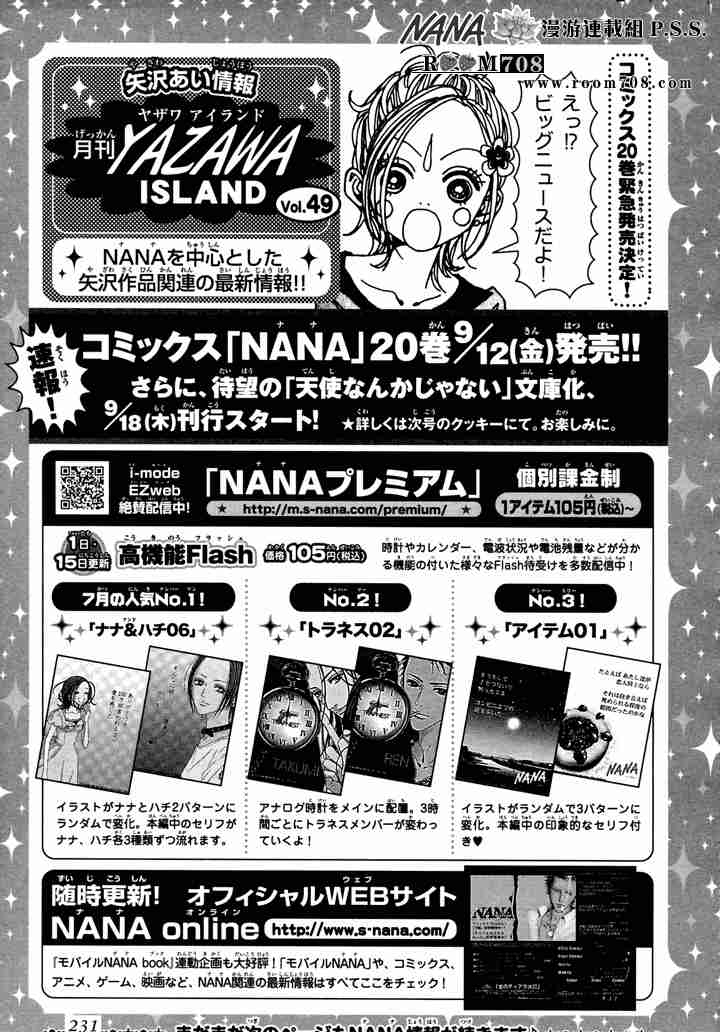 NANA 漫游連載組 P.S.S.
ROOM708
www.room708.com
矢沢あい情報
月刊
ヤザワ アイランド
YAZAWA
ISLAND
Vol.49
NANAを中心とした
矢沢作品関連の最新情報!!
えっ!?
ビッグニュースだよ!
コミックス20巻緊急発売決定!
速報!
コミックス「NANA」20巻9/12(金)発売!!
さらに、待望の「天使なんかじゃない」文庫化、
9/18(木)刊行スタート! ★詳しくは次号のクッキーにて。お楽しみに。
i-mode
EZweb
絶賛配信中!
「NANAプレミアム」
★ http://m.s-nana.com/premium/ ★
個別課金制
1アイテム105円(税込)~
1日・
15日更新
高機能Flash 価格105円(税込)
時計やカレンダー、電波状況や電池残量などが分か
る機能の付いた様々なFlash待受けを多数配信中!
7月の人気No.1!
「ナナ&ハチ06」
イラストがナナとハチ2パターンに
ランダムで変化。本編中のセリフが
ナナ、ハチ各3種類ずつ流れます。
No.2!
「トラネス02」
TRAPNEST
TAKUMI
TRAPNEST
REN
アナログ時計をメインに配置。3時
間ごとにトラネスメンバーが変わっ
ていくよ!
No.3!
「アイテム01」
NANA
NANA
イラストがランダムで3パターンに
変化。本編中の印象的なセリフ付
き♥
随時更新! オフィシャルWEBサイト
NANA online
http://www.s-nana.com/
NANA
『モバイルNANA book』連動企画も大好評!「モバイルNANA」や、コミックス、
アニメ、ゲーム、映画など、NANA関連の最新情報はすべてここをチェック!
231